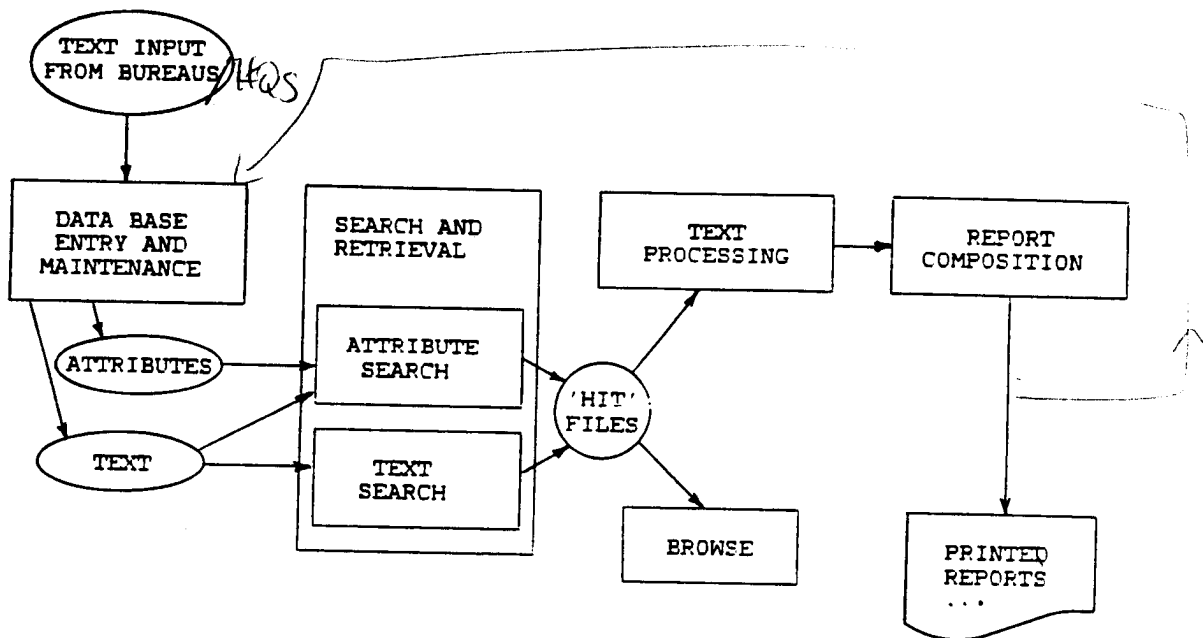 TEXT INPUT
FROM BUREAUS /HQS
DATA BASE
ENTRY AND
MAINTENANCE
SEARCH AND
RETRIEVAL
TEXT
PROCESSING
REPORT
COMPOSITION
ATTRIBUTES
ATTRIBUTE
SEARCH
'HIT'
FILES
TEXT
TEXT
SEARCH
BROWSE
PRINTED
REPORTS
...